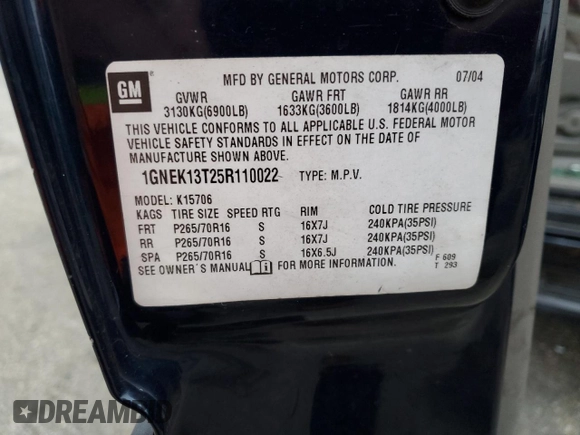 GM
MFD BY GENERAL MOTORS CORP. 07/04
GVWR GAWR FRT GAWR RR
3130KG(6900LB) 1633KG(3600LB) 1814KG(4000LB)
THIS VEHICLE CONFORMS TO ALL APPLICABLE U.S. FEDERAL MOTOR
VEHICLE SAFETY STANDARDS IN EFFECT ON THE DATE OF
MANUFACTURE SHOWN ABOVE.
1GNEK13T25R110022 TYPE: M.P.V.
MODEL: K15706
KAGS TIRE SIZE SPEED RTG RIM COLD TIRE PRESSURE
FRT P265/70R16 S 16X7J 240KPA(35PSI)
RR P265/70R16 S 16X7J 240KPA(35PSI)
SPA P265/70R16 S 16X6.5J 240KPA(35PSI)
SEE OWNER'S MANUAL FOR MORE INFORMATION. F 609
T 293
DREAMBID